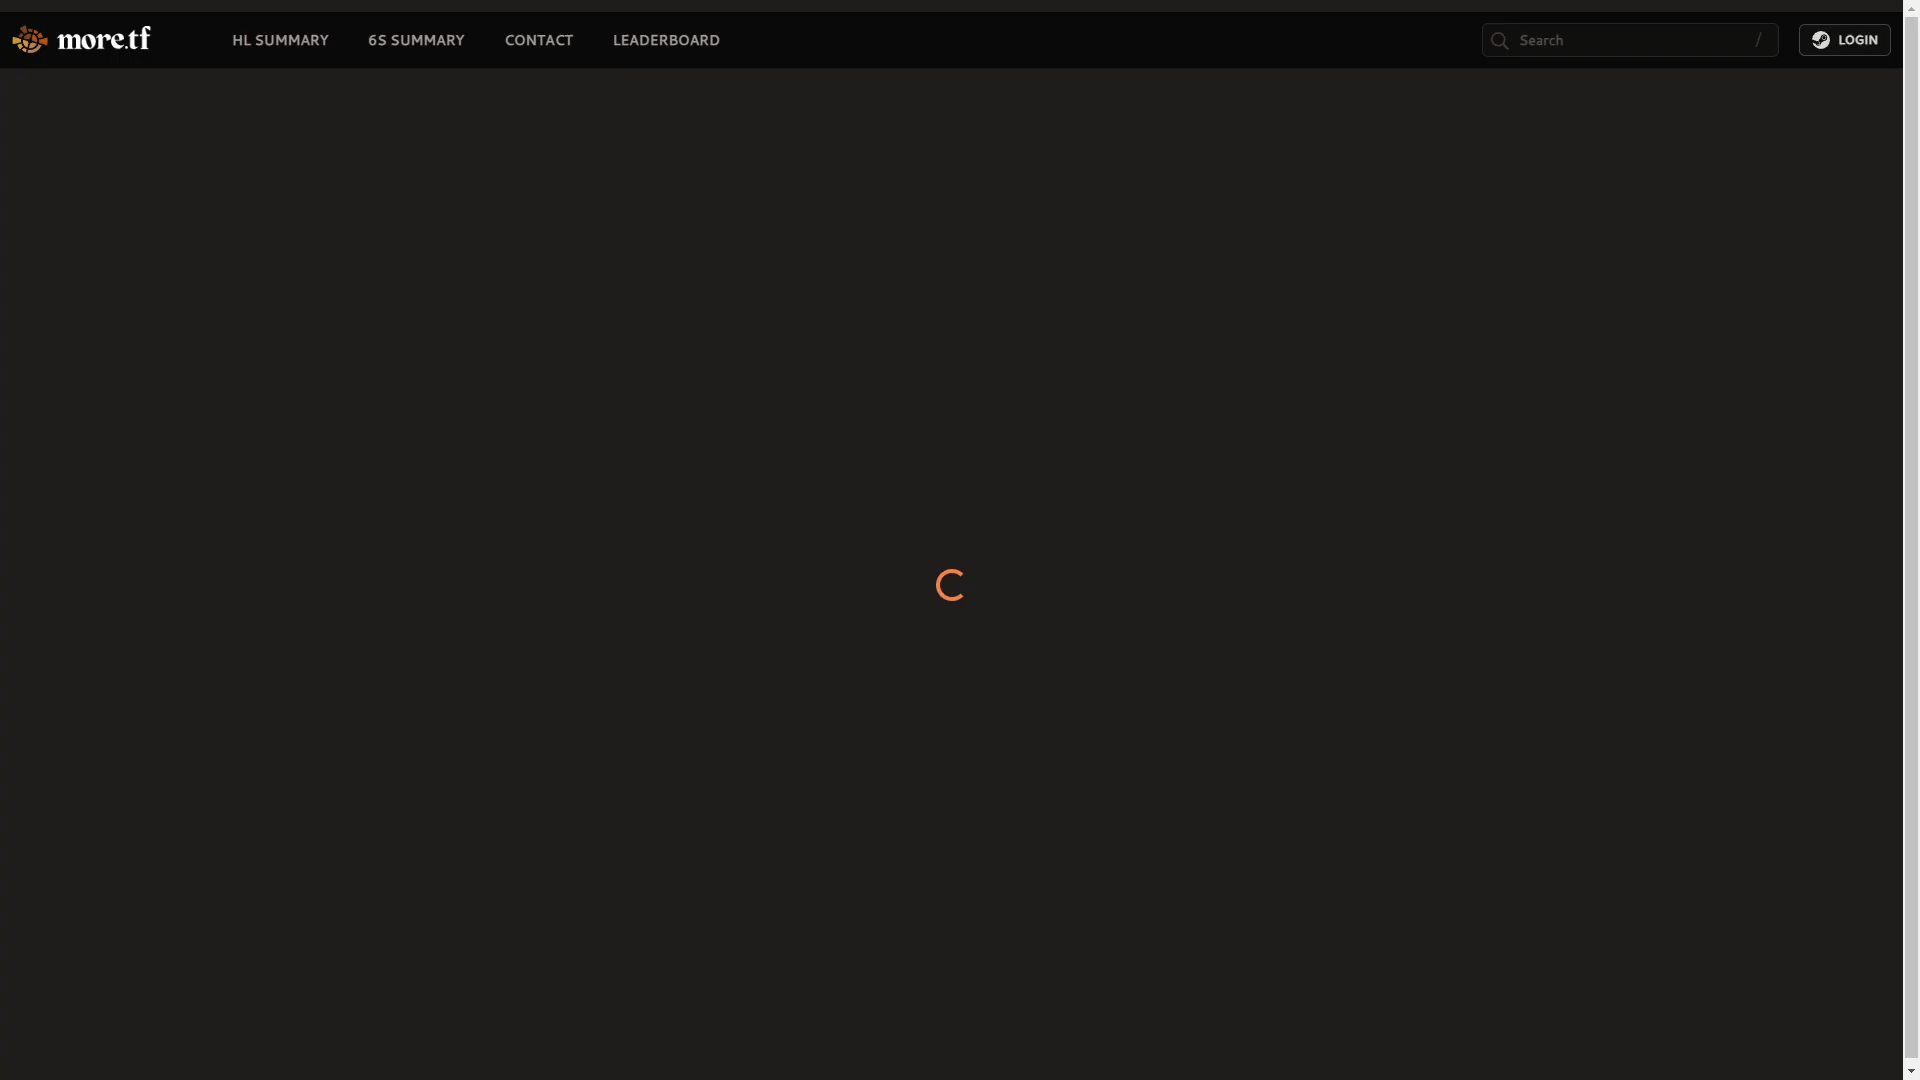 more.tf
HL SUMMARY
6S SUMMARY
CONTACT
LEADERBOARD
Search /
LOGIN